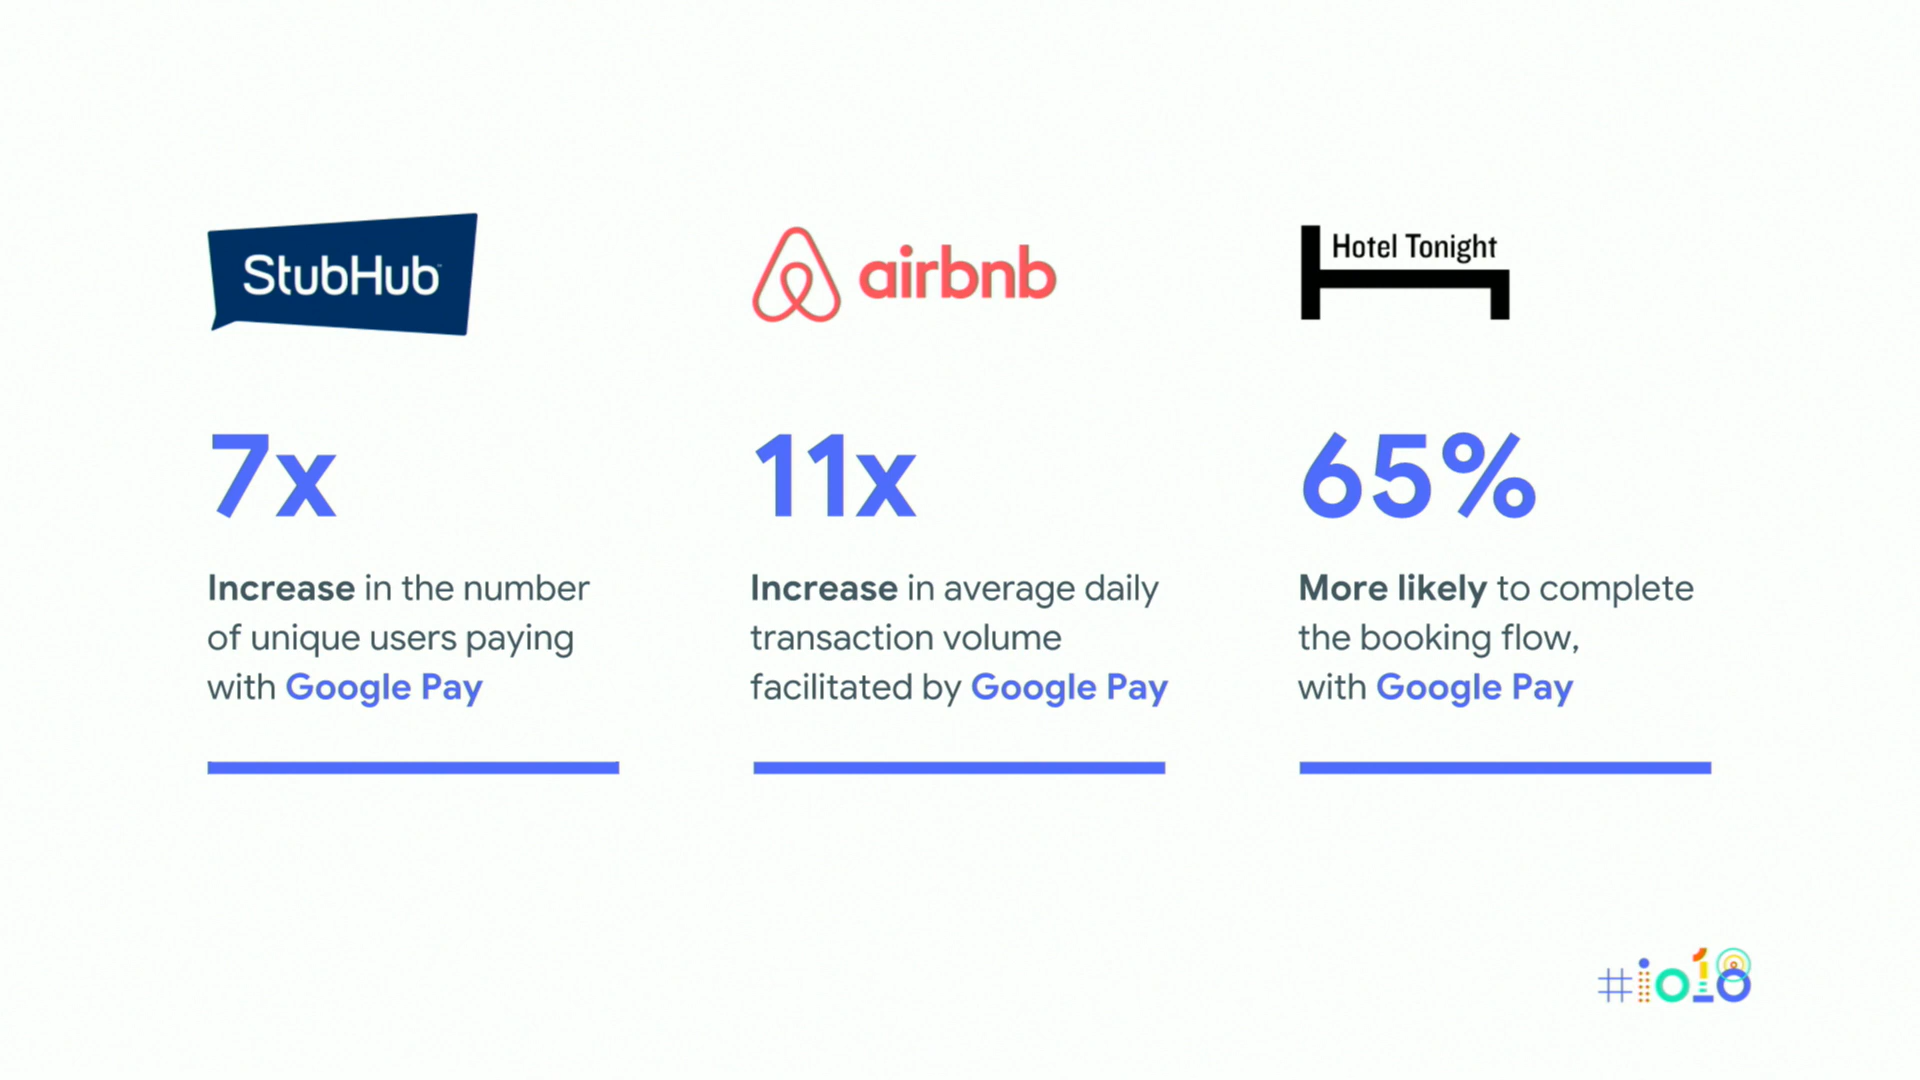 StubHub
7x
Increase in the number
of unique users paying
with Google Pay
airbnb
11x
Increase in average daily
transaction volume
facilitated by Google Pay
Hotel Tonight
65%
More likely to complete
the booking flow,
with Google Pay
#io18